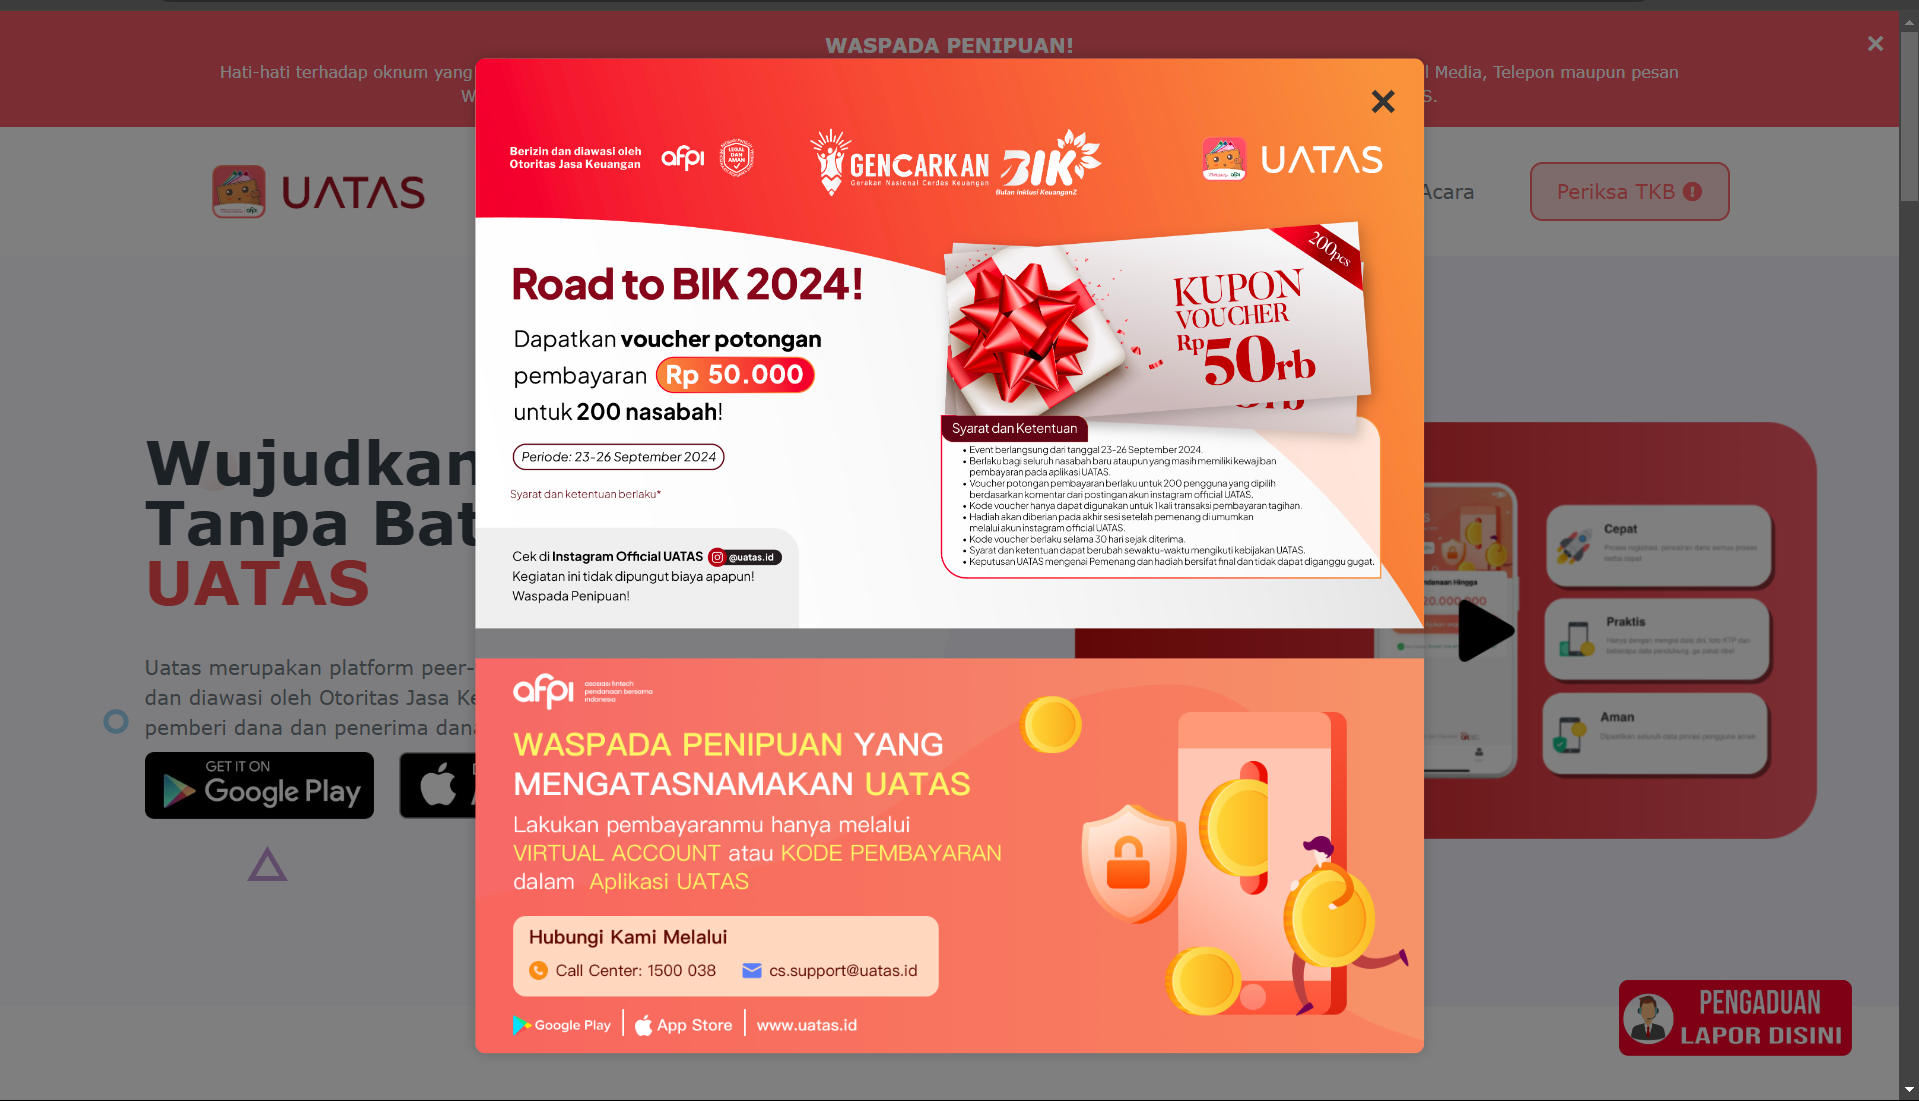 WASPADA PENIPUAN!
Hati-hati terhadap oknum yang
l Media, Telepon maupun pesan
W
S.
UATAS
Acara
Periksa TKB
Berizin dan diawasi oleh
Otoritas Jasa Keuangan
afpi
LEGAL
DAN
AMAN
GENCARKAN
Gerakan Nasional Cerdas Keuangan
BIK
Bulan Inklusi KeuanganZ
UATAS
Road to BIK 2024!
Dapatkan voucher potongan
pembayaran Rp 50.000
untuk 200 nasabah!
Periode: 23-26 September 2024
Syarat dan ketentuan berlaku*
Cek di Instagram Official UATAS @uatas.id
Kegiatan ini tidak dipungut biaya apapun!
Waspada Penipuan!
200pcs
KUPON
VOUCHER
Rp 50rb
Syarat dan Ketentuan
• Event berlangsung dari tanggal 23-26 September 2024.
• Berlaku bagi seluruh nasabah baru ataupun yang masih memiliki kewajiban
pembayaran pada aplikasi UATAS.
• Voucher potongan pembayaran berlaku untuk 200 pengguna yang dipilih
berdasarkan komentar dari postingan akun instagram official UATAS.
• Kode voucher hanya dapat digunakan untuk 1 kali transaksi pembayaran tagihan.
• Hadiah akan diberian pada akhir sesi setelah pemenang di umumkan
melalui akun instagram official UATAS.
• Kode voucher berlaku selama 30 hari sejak diterima.
• Syarat dan ketentuan dapat berubah sewaktu-waktu mengikuti kebijakan UATAS.
• Keputusan UATAS mengenai Pemenang dan hadiah bersifat final dan tidak dapat diganggu gugat.
Wujudkan
Tanpa Bat
UATAS
Uatas merupakan platform peer-
dan diawasi oleh Otoritas Jasa Ke
pemberi dana dan penerima dana
GET IT ON
Google Play
afpi
asosiasi fintech
pendanaan bersama
indonesia
WASPADA PENIPUAN YANG
MENGATASNAMAKAN UATAS
Lakukan pembayaranmu hanya melalui
VIRTUAL ACCOUNT atau KODE PEMBAYARAN
dalam Aplikasi UATAS
Hubungi Kami Melalui
Call Center: 1500 038
cs.support@uatas.id
Google Play
App Store
www.uatas.id
Cepat
Praktis
Aman
PENGADUAN
LAPOR DISINI